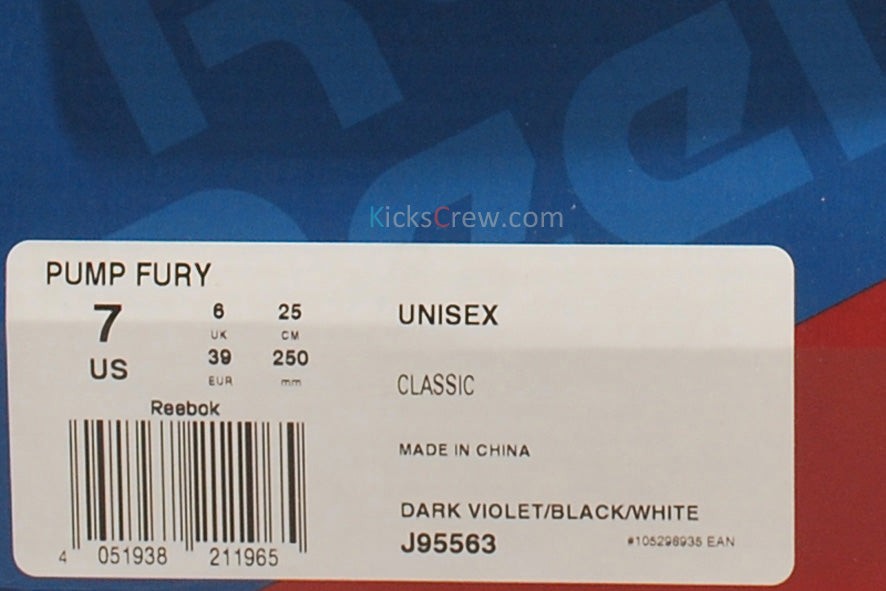 KicksCrew.com
PUMP FURY
7 US
6 UK
25 CM
39 EUR
250 mm
UNISEX
CLASSIC
Reebok
MADE IN CHINA
DARK VIOLET/BLACK/WHITE
J95563
#105298935 EAN
4 051938 211965